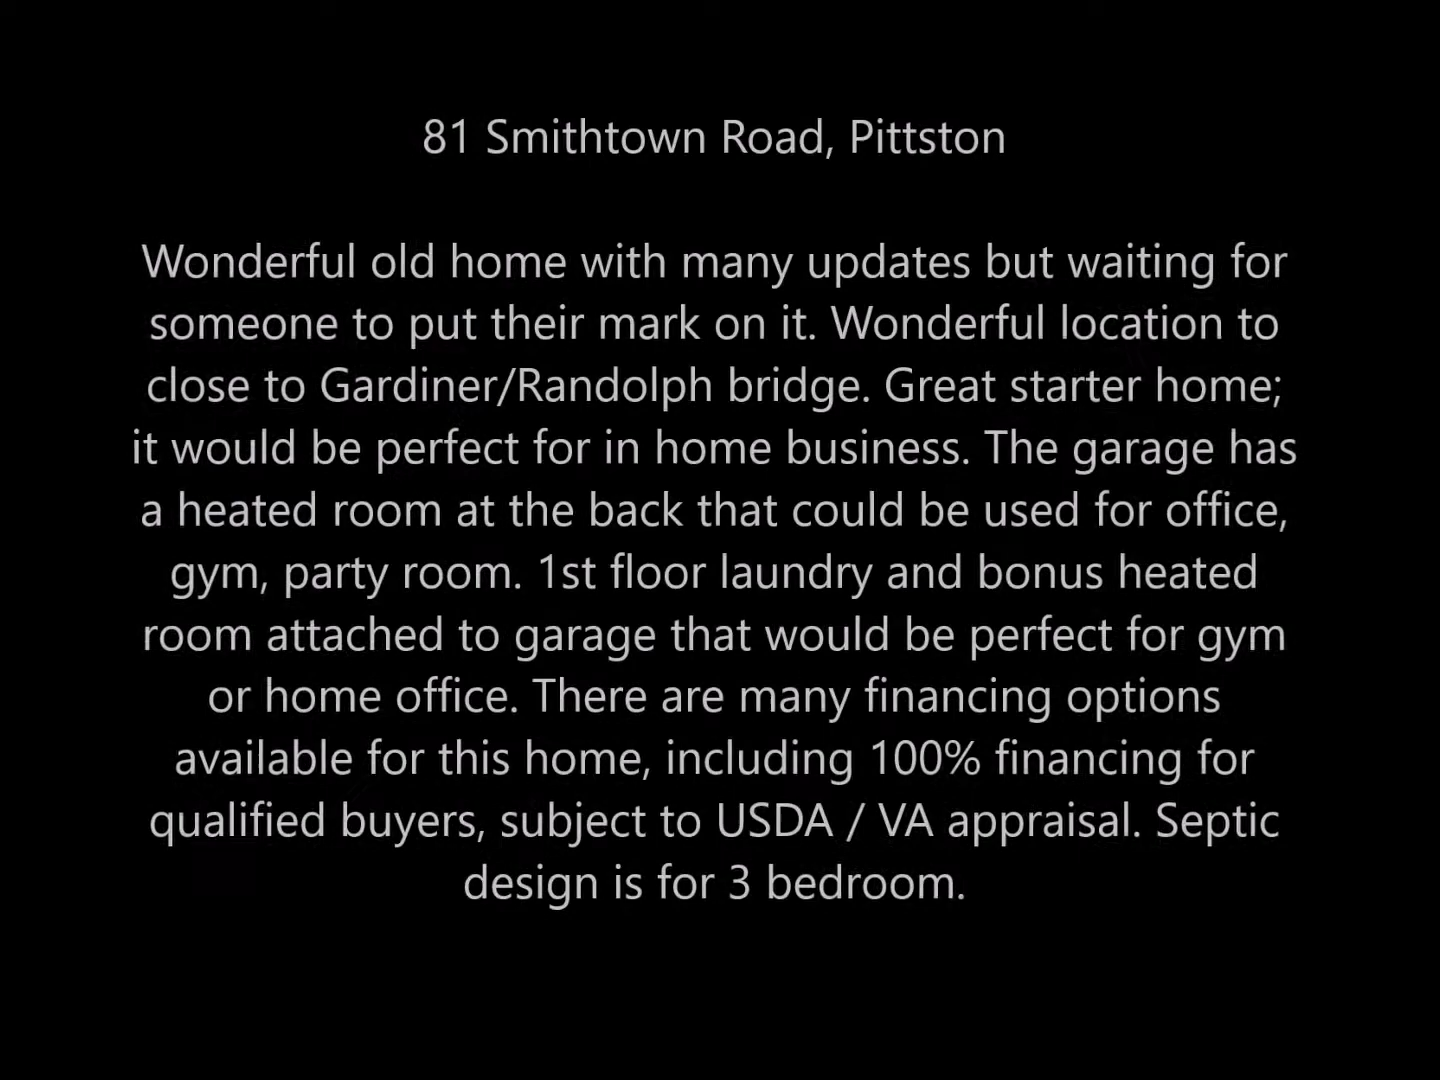 81 Smithtown Road, Pittston
Wonderful old home with many updates but waiting for
someone to put their mark on it. Wonderful location to
close to Gardiner/Randolph bridge. Great starter home;
it would be perfect for in home business. The garage has
a heated room at the back that could be used for office,
gym, party room. 1st floor laundry and bonus heated
room attached to garage that would be perfect for gym
or home office. There are many financing options
available for this home, including 100% financing for
qualified buyers, subject to USDA / VA appraisal. Septic
design is for 3 bedroom.